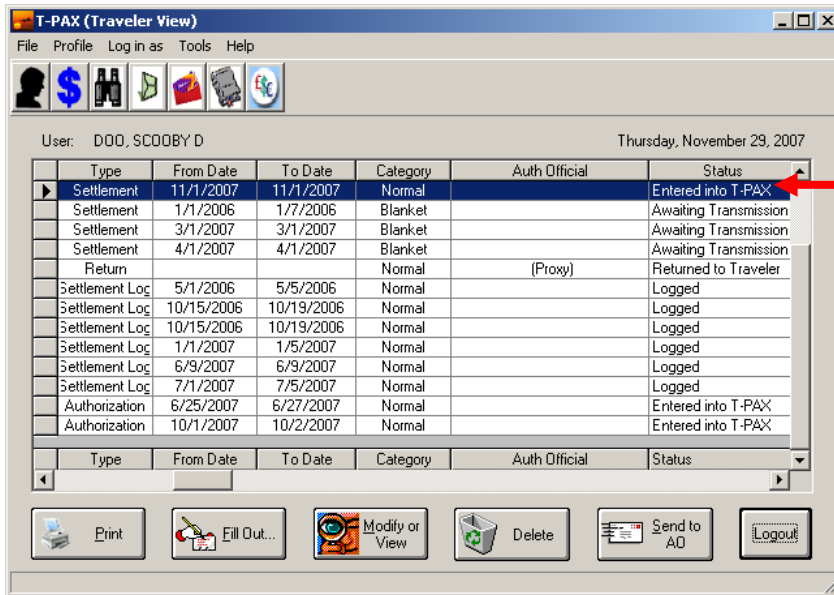 T-PAX (Traveler View)
File Profile Log in as Tools Help
User: DOO, SCOOBY D Thursday, November 29, 2007
Type From Date To Date Category Auth Official Status
Settlement 11/1/2007 11/1/2007 Normal Entered into T-PAX
Settlement 1/1/2006 1/7/2006 Blanket Awaiting Transmission
Settlement 3/1/2007 3/1/2007 Blanket Awaiting Transmission
Settlement 4/1/2007 4/1/2007 Blanket Awaiting Transmission
Return Normal (Proxy) Returned to Traveler
Settlement Log 5/1/2006 5/5/2006 Normal Logged
Settlement Log 10/15/2006 10/19/2006 Normal Logged
Settlement Log 10/15/2006 10/19/2006 Normal Logged
Settlement Log 1/1/2007 1/5/2007 Normal Logged
Settlement Log 6/9/2007 6/9/2007 Normal Logged
Settlement Log 7/1/2007 7/5/2007 Normal Logged
Authorization 6/25/2007 6/27/2007 Normal Entered into T-PAX
Authorization 10/1/2007 10/2/2007 Normal Entered into T-PAX
Type From Date To Date Category Auth Official Status
Print Fill Out... Modify or View Delete Send to AO Logout